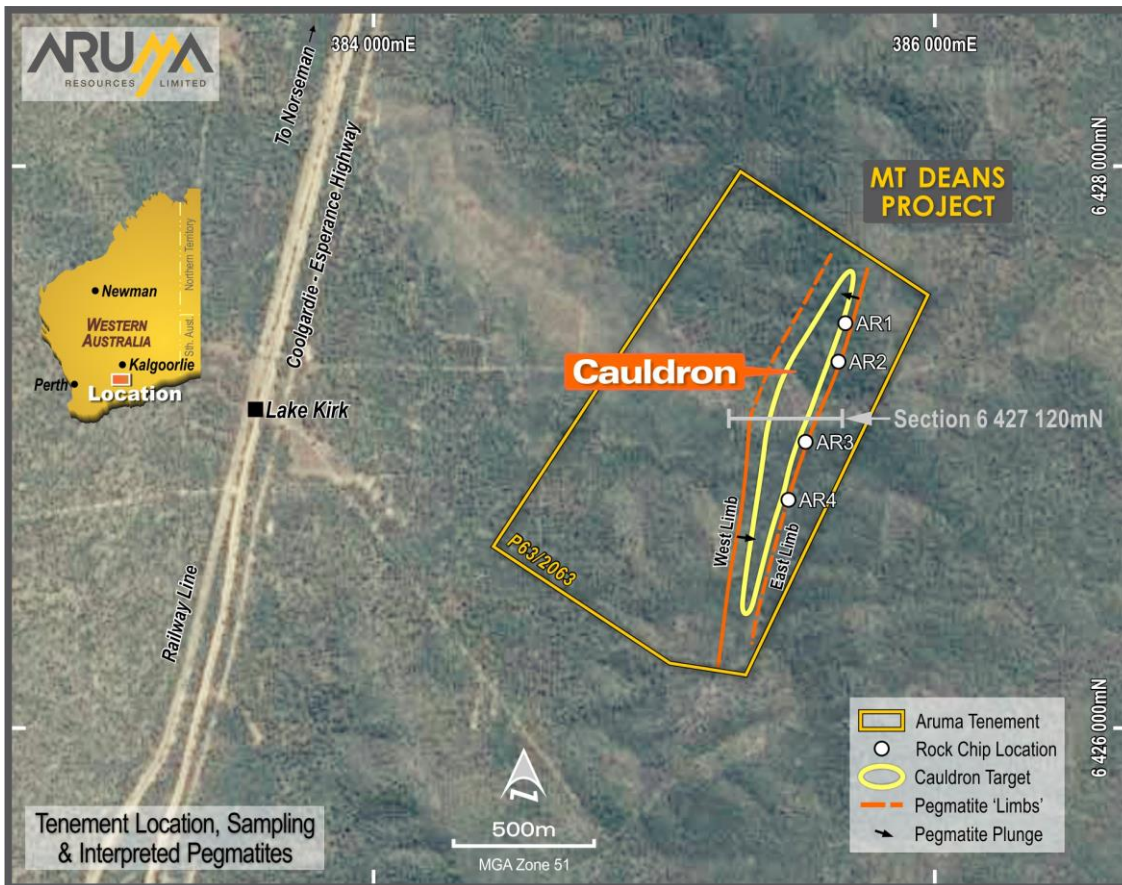 ARUMA
RESOURCES LIMITED
To Norseman
384 000mE
386 000mE
6 428 000mN
MT DEANS
PROJECT
Coolgardie - Esperance Highway
Northern Territory
Sth. Aust.
Newman
WESTERN
AUSTRALIA
Kalgoorlie
Perth
Location
Lake Kirk
Cauldron
AR1
AR2
Section 6 427 120mN
AR3
AR4
West Limb
East Limb
P63/2063
Railway Line
6 426 000mN
Aruma Tenement
Rock Chip Location
Cauldron Target
Pegmatite ‘Limbs’
Pegmatite Plunge
Tenement Location, Sampling
& Interpreted Pegmatites
N
500m
MGA Zone 51